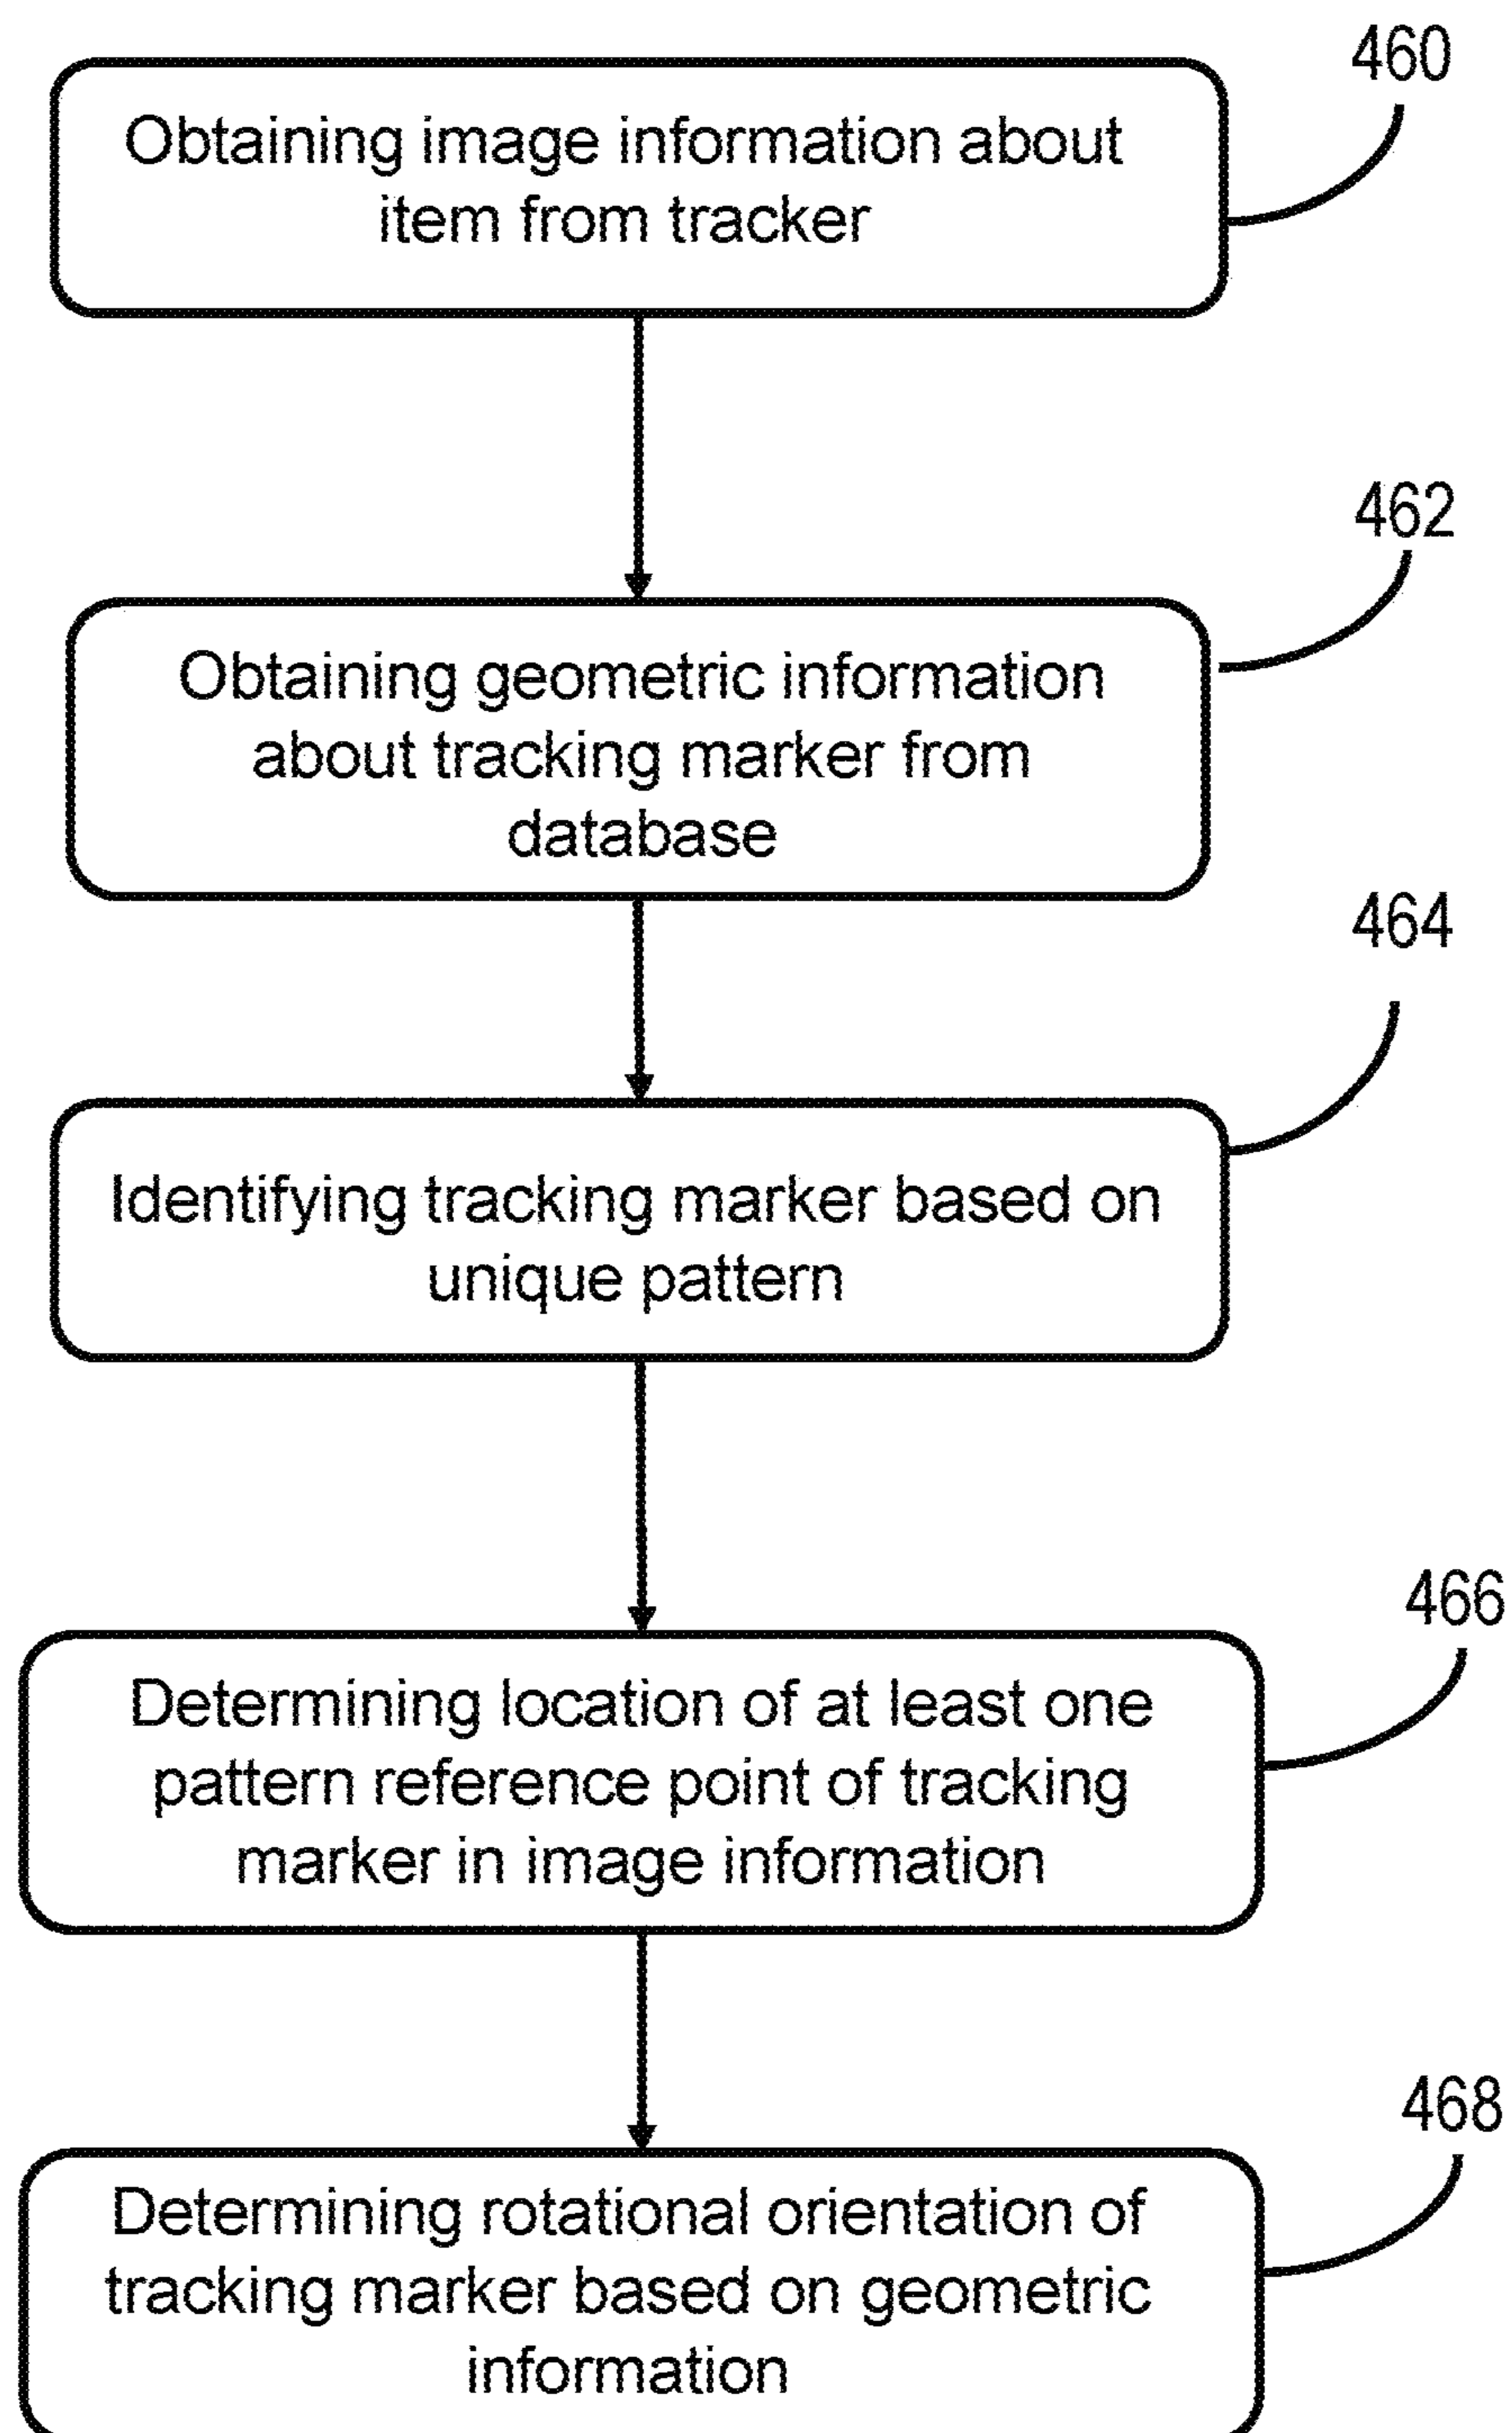 460
Obtaining image information about
item from tracker
462
Obtaining geometric information
about tracking marker from
database
464
Identifying tracking marker based on
unique pattern
466
Determining location of at least one
pattern reference point of tracking
marker in image information
468
Determining rotational orientation of
tracking marker based on geometric
information